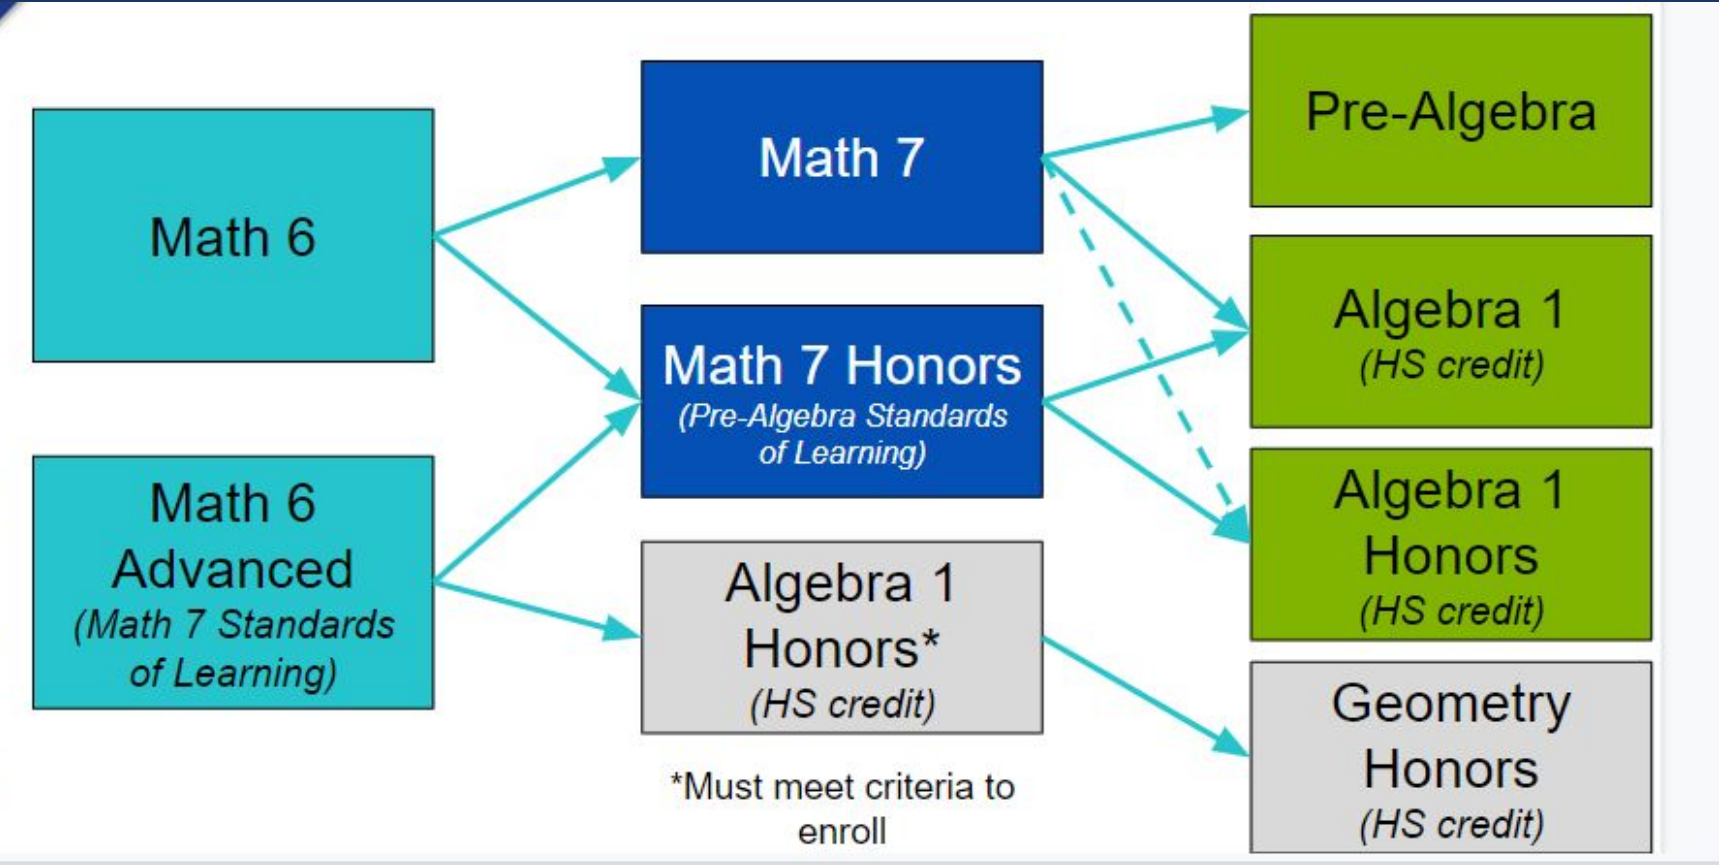 Math 6
Math 6
Advanced
(Math 7 Standards
of Learning)
Math 7
Math 7 Honors
(Pre-Algebra Standards
of Learning)
Algebra 1
Honors*
(HS credit)
*Must meet criteria to
enroll
Pre-Algebra
Algebra 1
(HS credit)
Algebra 1
Honors
(HS credit)
Geometry
Honors
(HS credit)